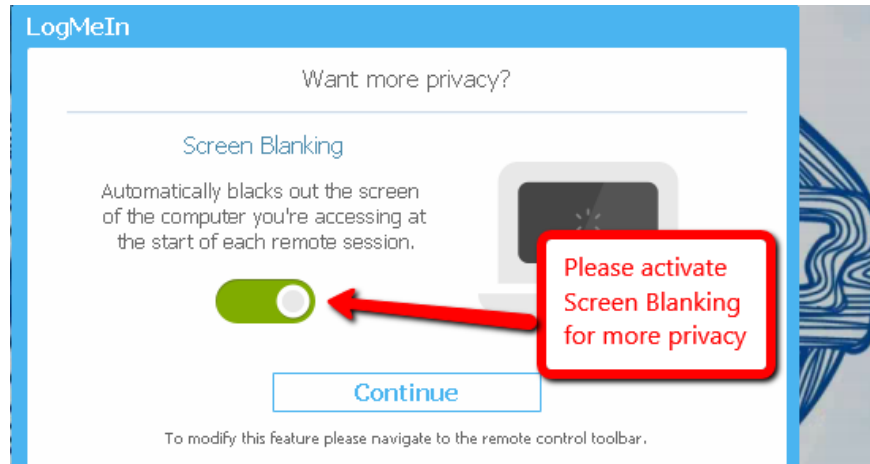 LogMeIn
Want more privacy?
Screen Blanking
Automatically blacks out the screen
of the computer you're accessing at
the start of each remote session.
Please activate
Screen Blanking
for more privacy
Continue
To modify this feature please navigate to the remote control toolbar.